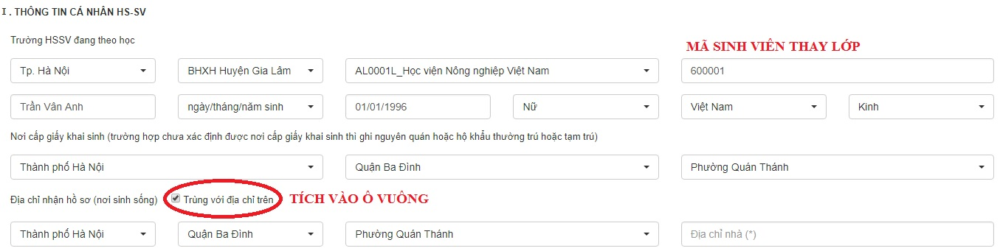 I . THÔNG TIN CÁ NHÂN HS-SV
Trường HSSV đang theo học
MÃ SINH VIÊN THAY LỚP
Tp. Hà Nội BHXH Huyện Gia Lâm AL0001L_Học viện Nông nghiệp Việt Nam 600001
Trần Vân Anh ngày/tháng/năm sinh 01/01/1996 Nữ Việt Nam Kinh
Nơi cấp giấy khai sinh (trường hợp chưa xác định được nơi cấp giấy khai sinh thì ghi nguyên quán hoặc hộ khẩu thường trú hoặc tạm trú)
Thành phố Hà Nội Quận Ba Đình Phường Quán Thánh
Địa chỉ nhận hồ sơ (nơi sinh sống) Trùng với địa chỉ trên TÍCH VÀO Ô VUÔNG
Thành phố Hà Nội Quận Ba Đình Phường Quán Thánh Địa chỉ nhà (*)